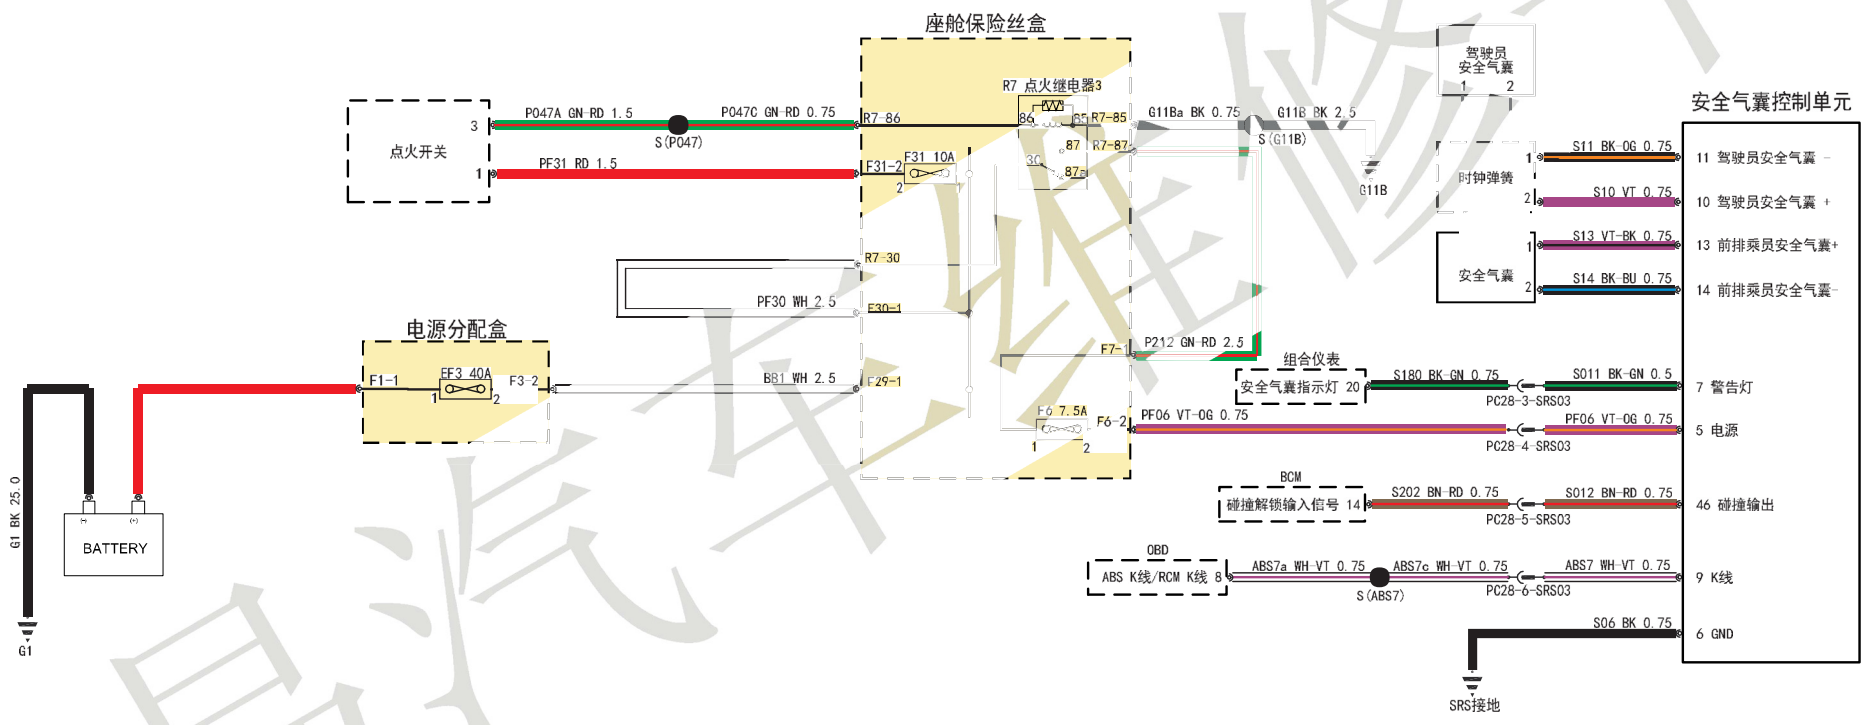 座舱保险丝盒
R7 点火继电器3
驾驶员
安全气囊
1 2
安全气囊控制单元
P047A GN-RD 1.5
P047C GN-RD 0.75
3
R7-86
86
85
R7-85
G11Ba BK 0.75
G11B BK 2.5
S(P047)
S(G11B)
点火开关
PF31 RD 1.5
1
F31-2
F31 10A
2
87
R7-87
30
87a
G11B
时钟弹簧
1
S11 BK-OG 0.75
11 驾驶员安全气囊 -
2
S10 VT 0.75
10 驾驶员安全气囊 +
安全气囊
1
S13 VT-BK 0.75
13 前排乘员安全气囊+
2
S14 BK-BU 0.75
14 前排乘员安全气囊-
R7-30
PF30 WH 2.5
F30-1
电源分配盒
F7-1
P212 GN-RD 2.5
F1-1
EF3 40A
1
2
F3-2
BB1 WH 2.5
F29-1
组合仪表
安全气囊指示灯 20
S180 BK-GN 0.75
S011 BK-GN 0.5
7 警告灯
PC28-3-SRS03
F6 7.5A
1
2
F6-2
PF06 VT-OG 0.75
PF06 VT-OG 0.75
5 电源
PC28-4-SRS03
BCM
碰撞解锁输入信号 14
S202 BN-RD 0.75
S012 BN-RD 0.75
46 碰撞输出
PC28-5-SRS03
G1 BK 25.0
(-)
(+)
BATTERY
OBD
ABS K线/RCM K线 8
ABS7a WH-VT 0.75
ABS7c WH-VT 0.75
ABS7 WH-VT 0.75
9 K线
S(ABS7)
PC28-6-SRS03
S06 BK 0.75
6 GND
G1
SRS接地
汽车维修